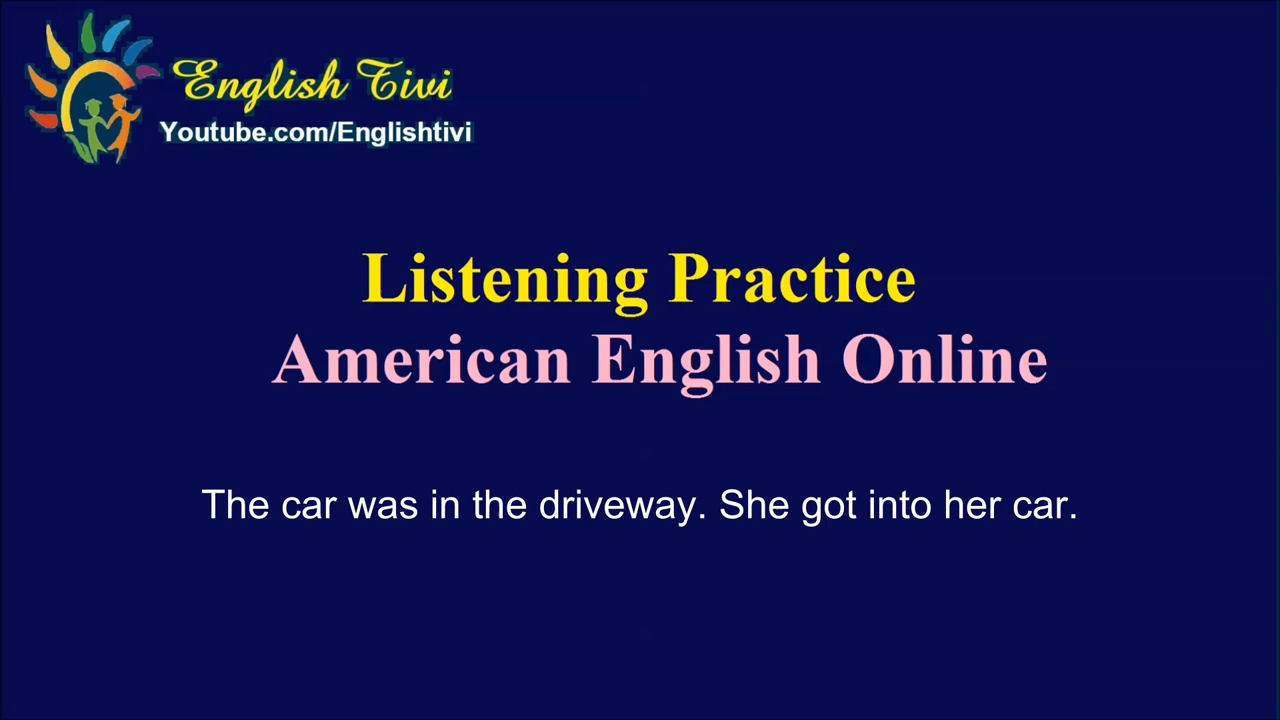 English Tivi
Youtube.com/Englishtivi
Listening Practice
American English Online
The car was in the driveway. She got into her car.